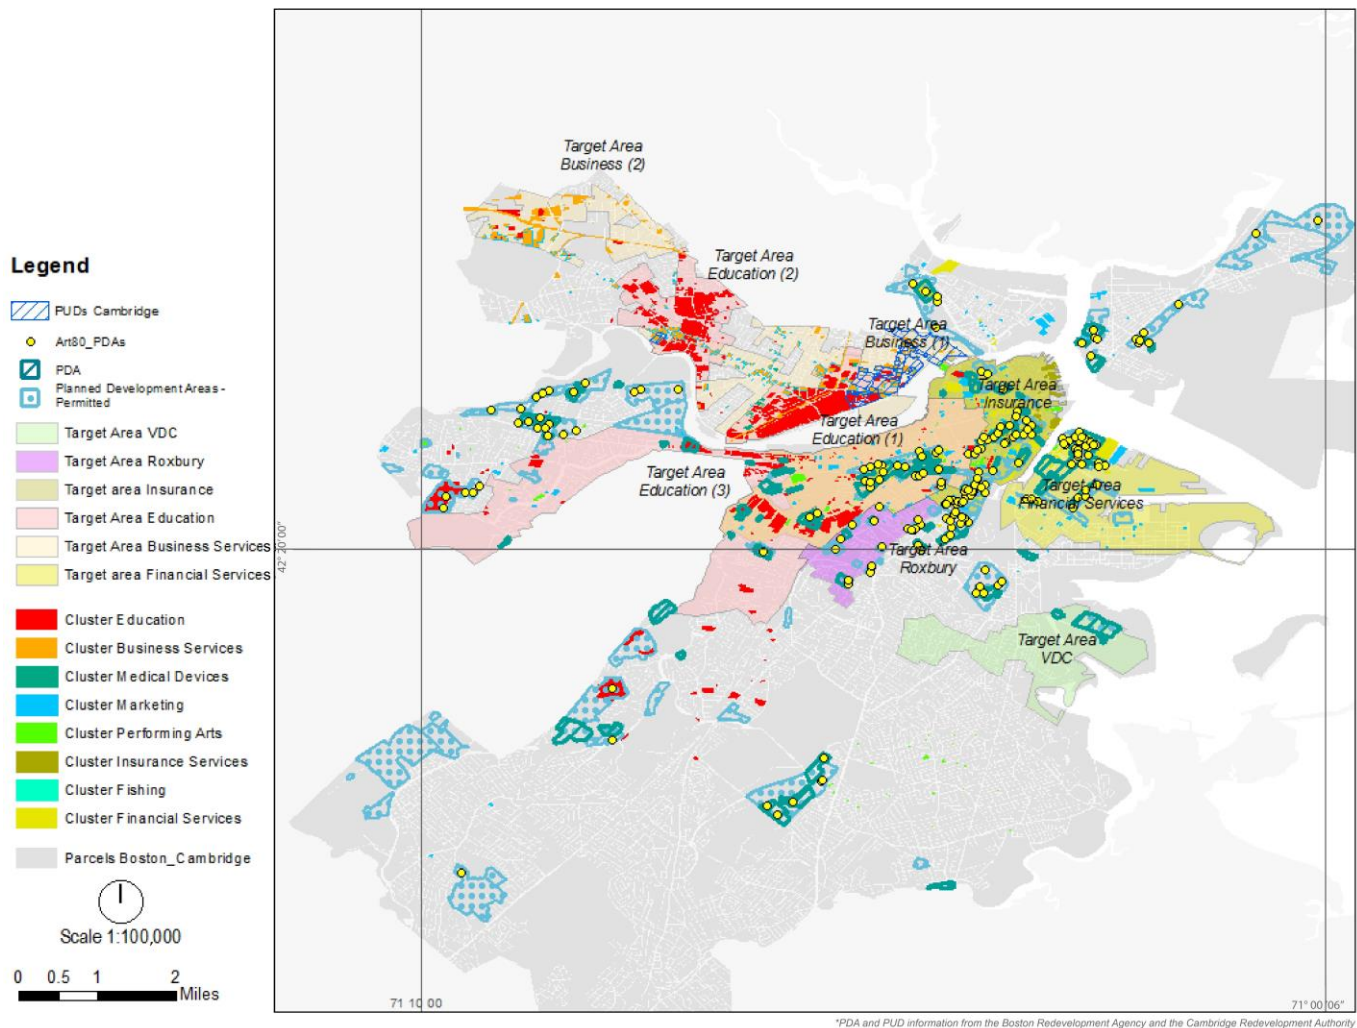 Legend
PUDs Cambridge
Art80_PDAs
PDA
Planned Development Areas -
Permitted
Target Area VDC
Target Area Roxbury
Target area Insurance
Target Area Education
Target Area Business Services
Target area Financial Services
Cluster Education
Cluster Business Services
Cluster Medical Devices
Cluster Marketing
Cluster Performing Arts
Cluster Insurance Services
Cluster Fishing
Cluster Financial Services
Parcels Boston_Cambridge
Scale 1:100,000
0 0.5 1 2
Miles
Target Area
Business (2)
Target Area
Education (2)
Target Area
Business (1)
Target Area
Insurance
Target Area
Education (1)
Target Area
Education (3)
Target Area
Financial Services
Target Area
Roxbury
Target Area
VDC
71 10 00
71° 00'06"
*PDA and PUD information from the Boston Redevelopment Agency and the Cambridge Redevelopment Authority